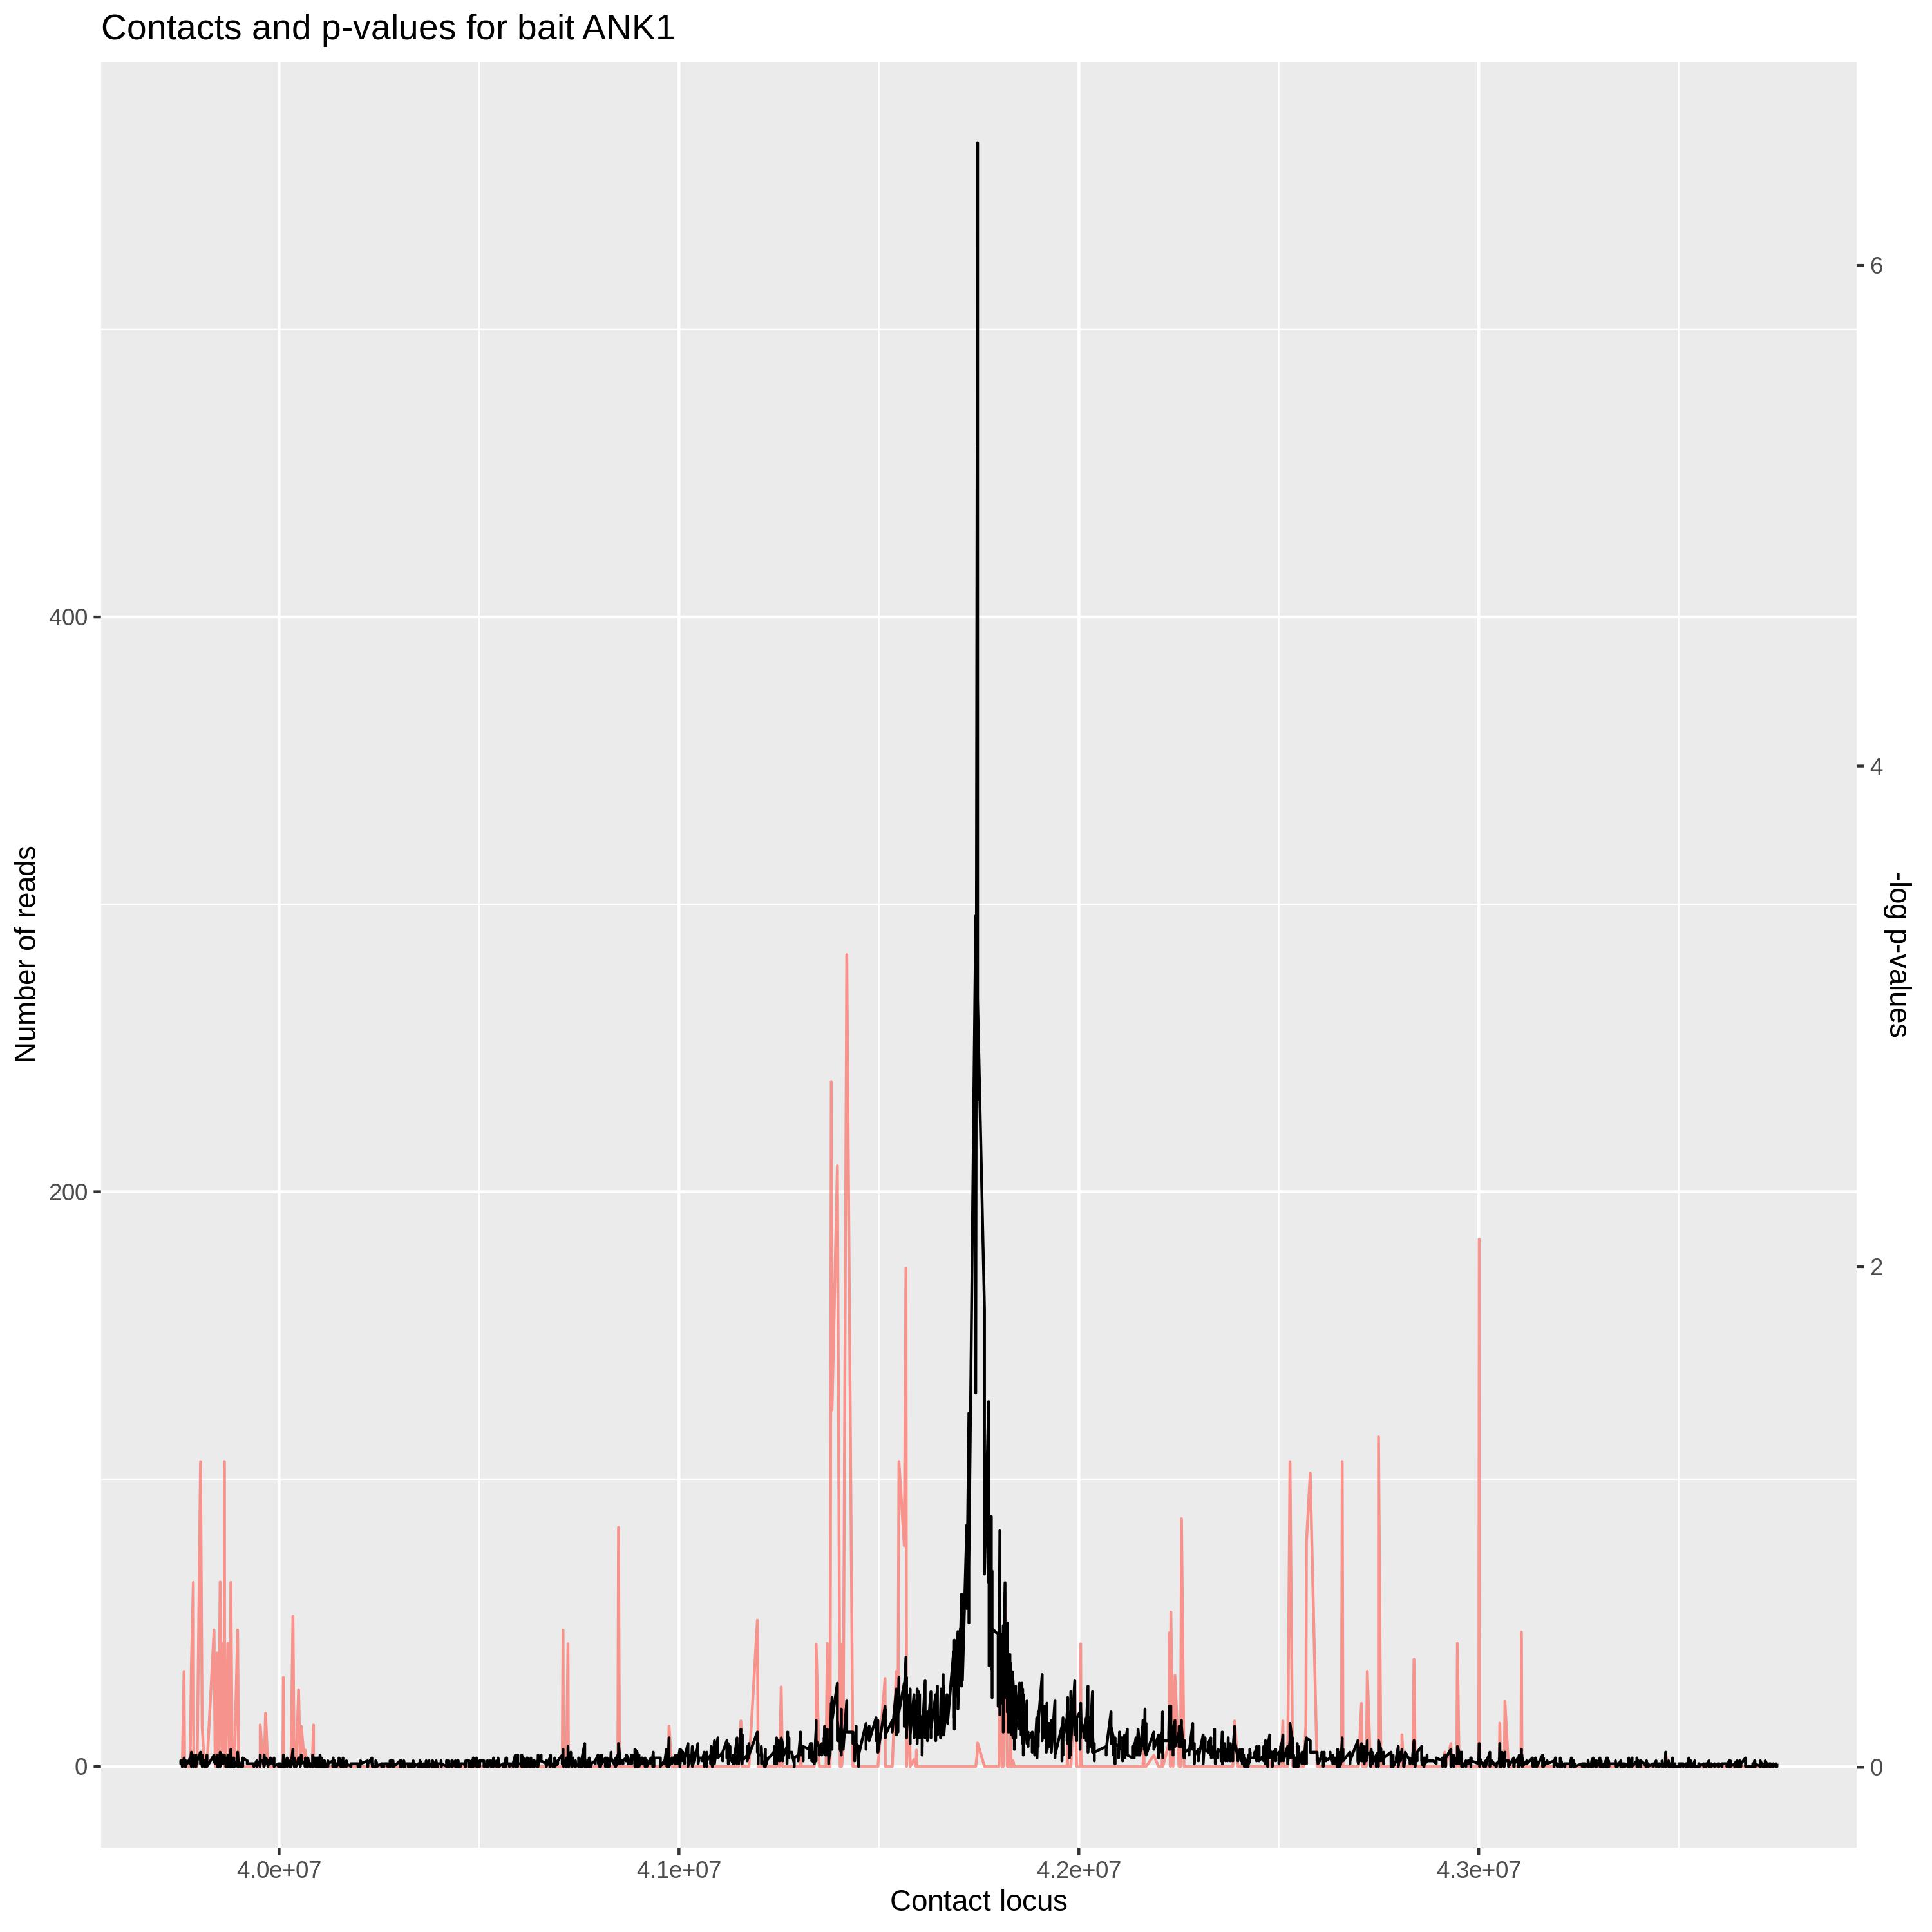 Contacts and p-values for bait ANK1
Number of reads
400
200
0
6
4
2
0
-log p-values
4.0e+07 4.1e+07 4.2e+07 4.3e+07
Contact locus